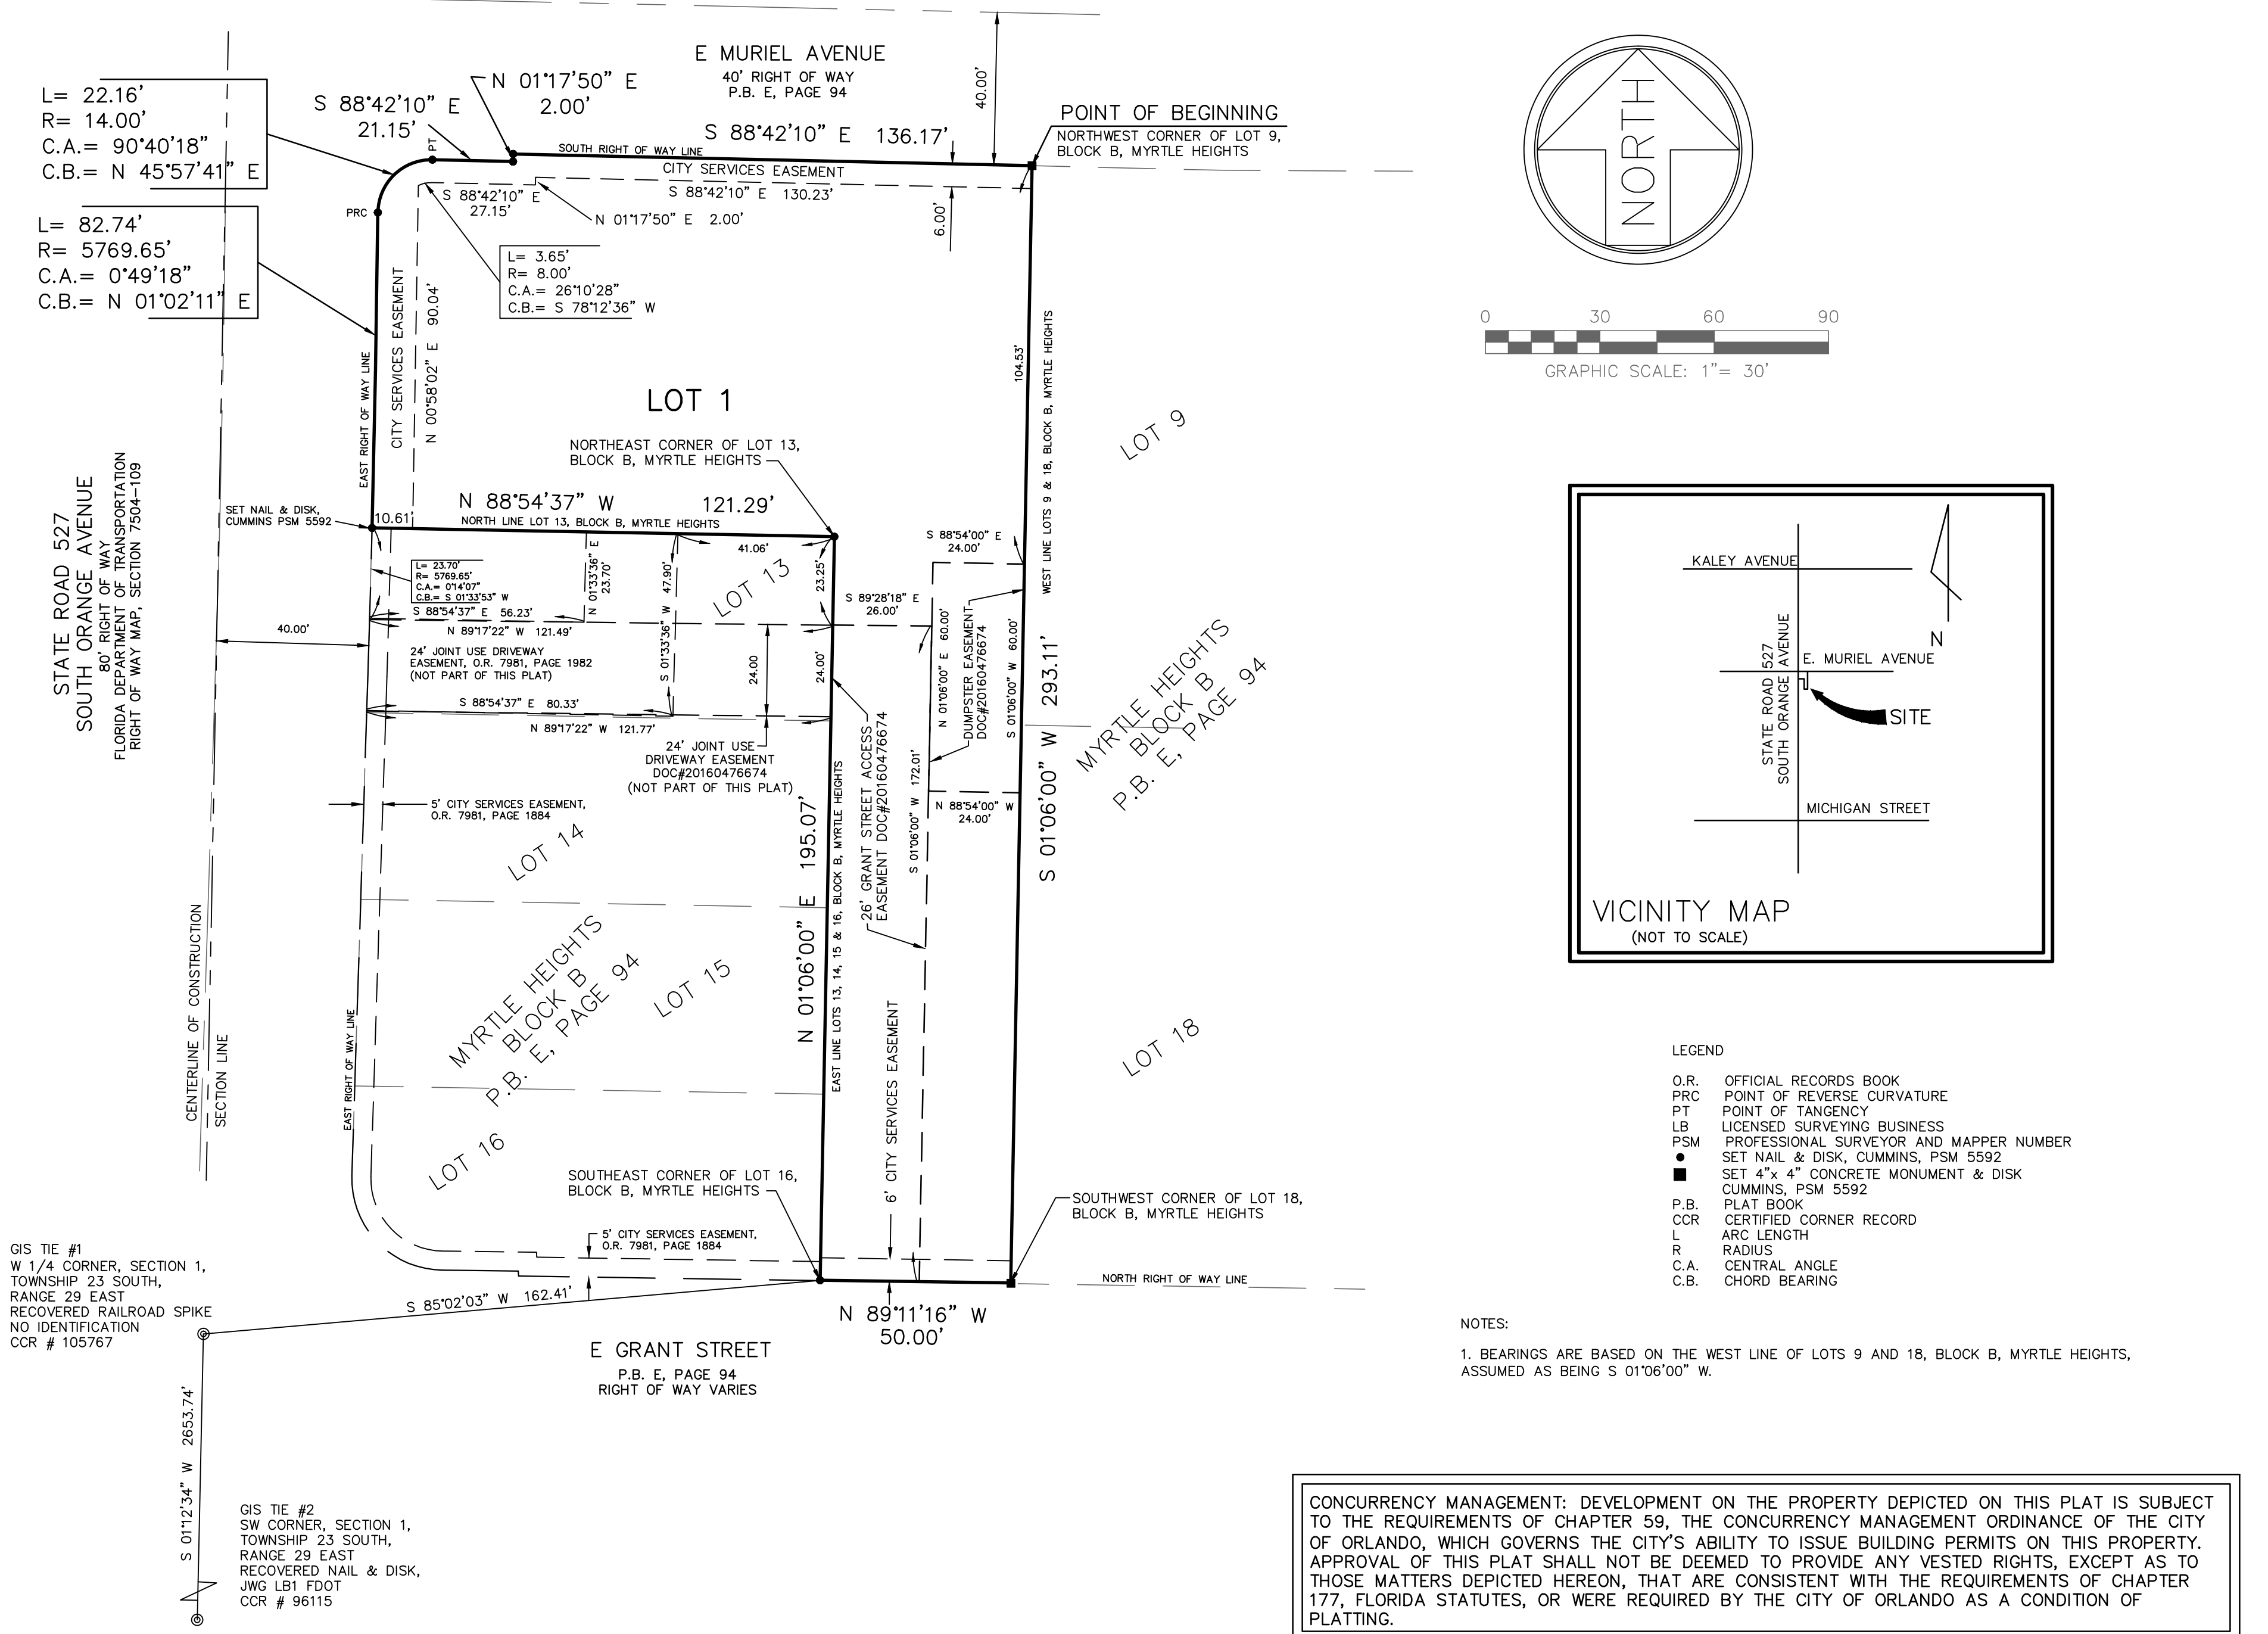 E MURIEL AVENUE
40' RIGHT OF WAY
P.B. E, PAGE 94
40.00'
L= 22.16'
R= 14.00'
C.A.= 90°40'18"
C.B.= N 45°57'41" E
S 88°42'10" E
21.15'
N 01°17'50" E
2.00'
PT
S 88°42'10" E 136.17'
POINT OF BEGINNING
NORTHWEST CORNER OF LOT 9,
BLOCK B, MYRTLE HEIGHTS
SOUTH RIGHT OF WAY LINE
CITY SERVICES EASEMENT
S 88°42'10" E
27.15'
S 88°42'10" E 130.23'
N 01°17'50" E 2.00'
6.00'
PRC
L= 82.74'
R= 5769.65'
C.A.= 0°49'18"
C.B.= N 01°02'11" E
L= 3.65'
R= 8.00'
C.A.= 26°10'28"
C.B.= S 78°12'36" W
CITY SERVICES EASEMENT
N 00°58'02" E 90.04'
EAST RIGHT OF WAY LINE
LOT 1
104.53'
WEST LINE LOTS 9 & 18, BLOCK B, MYRTLE HEIGHTS
LOT 9
NORTHEAST CORNER OF LOT 13,
BLOCK B, MYRTLE HEIGHTS
STATE ROAD 527
SOUTH ORANGE AVENUE
80' RIGHT OF WAY
FLORIDA DEPARTMENT OF TRANSPORTATION
RIGHT OF WAY MAP, SECTION 7504-109
SET NAIL & DISK,
CUMMINS PSM 5592
10.61'
N 88°54'37" W 121.29'
NORTH LINE LOT 13, BLOCK B, MYRTLE HEIGHTS
41.06'
L= 23.70'
R= 5769.65'
C.A.= 0°14'07"
C.B.= S 01°33'53" W
N 01°33'36" E
23.70'
S 01°33'36" W 47.90'
LOT 13
23.25'
S 88°54'00" E
24.00'
S 89°28'18" E
26.00'
S 88°54'37" E 56.23'
N 89°17'22" W 121.49'
40.00'
24' JOINT USE DRIVEWAY
EASEMENT, O.R. 7981, PAGE 1982
(NOT PART OF THIS PLAT)
24.00
24.00'
N 01°06'00" E 60.00'
DUMPSTER EASEMENT
DOC#20160476674
S 01°06'00" W 60.00'
S 01°06'00" W 293.11'
MYRTLE HEIGHTS
BLOCK B
P.B. E, PAGE 94
S 88°54'37" E 80.33'
N 89°17'22" W 121.77'
24' JOINT USE
DRIVEWAY EASEMENT
DOC#20160476674
(NOT PART OF THIS PLAT)
26' GRANT STREET ACCESS
EASEMENT DOC#20160476674
S 01°06'00" W 172.01'
N 88°54'00" W
24.00'
5' CITY SERVICES EASEMENT,
O.R. 7981, PAGE 1884
LOT 14
N 01°06'00" E 195.07'
EAST LINE LOTS 13, 14, 15 & 16, BLOCK B, MYRTLE HEIGHTS
CENTERLINE OF CONSTRUCTION
SECTION LINE
EAST RIGHT OF WAY LINE
MYRTLE HEIGHTS
BLOCK B
P.B. E, PAGE 94
LOT 15
6' CITY SERVICES EASEMENT
LOT 18
LOT 16
SOUTHEAST CORNER OF LOT 16,
BLOCK B, MYRTLE HEIGHTS
SOUTHWEST CORNER OF LOT 18,
BLOCK B, MYRTLE HEIGHTS
5' CITY SERVICES EASEMENT,
O.R. 7981, PAGE 1884
NORTH RIGHT OF WAY LINE
GIS TIE #1
W 1/4 CORNER, SECTION 1,
TOWNSHIP 23 SOUTH,
RANGE 29 EAST
RECOVERED RAILROAD SPIKE
NO IDENTIFICATION
CCR # 105767
S 85°02'03" W 162.41'
N 89°11'16" W
50.00'
E GRANT STREET
P.B. E, PAGE 94
RIGHT OF WAY VARIES
S 01°12'34" W 2653.74'
GIS TIE #2
SW CORNER, SECTION 1,
TOWNSHIP 23 SOUTH,
RANGE 29 EAST
RECOVERED NAIL & DISK,
JWG LB1 FDOT
CCR # 96115
NORTH
0 30 60 90
GRAPHIC SCALE: 1"= 30'
KALEY AVENUE
N
STATE ROAD 527
SOUTH ORANGE AVENUE
E. MURIEL AVENUE
SITE
MICHIGAN STREET
VICINITY MAP
(NOT TO SCALE)
LEGEND
O.R. OFFICIAL RECORDS BOOK
PRC POINT OF REVERSE CURVATURE
PT POINT OF TANGENCY
LB LICENSED SURVEYING BUSINESS
PSM PROFESSIONAL SURVEYOR AND MAPPER NUMBER
● SET NAIL & DISK, CUMMINS, PSM 5592
■ SET 4"x 4" CONCRETE MONUMENT & DISK
CUMMINS, PSM 5592
P.B. PLAT BOOK
CCR CERTIFIED CORNER RECORD
L ARC LENGTH
R RADIUS
C.A. CENTRAL ANGLE
C.B. CHORD BEARING
NOTES:
1. BEARINGS ARE BASED ON THE WEST LINE OF LOTS 9 AND 18, BLOCK B, MYRTLE HEIGHTS,
ASSUMED AS BEING S 01°06'00" W.
CONCURRENCY MANAGEMENT: DEVELOPMENT ON THE PROPERTY DEPICTED ON THIS PLAT IS SUBJECT
TO THE REQUIREMENTS OF CHAPTER 59, THE CONCURRENCY MANAGEMENT ORDINANCE OF THE CITY
OF ORLANDO, WHICH GOVERNS THE CITY'S ABILITY TO ISSUE BUILDING PERMITS ON THIS PROPERTY.
APPROVAL OF THIS PLAT SHALL NOT BE DEEMED TO PROVIDE ANY VESTED RIGHTS, EXCEPT AS TO
THOSE MATTERS DEPICTED HEREON, THAT ARE CONSISTENT WITH THE REQUIREMENTS OF CHAPTER
177, FLORIDA STATUTES, OR WERE REQUIRED BY THE CITY OF ORLANDO AS A CONDITION OF
PLATTING.